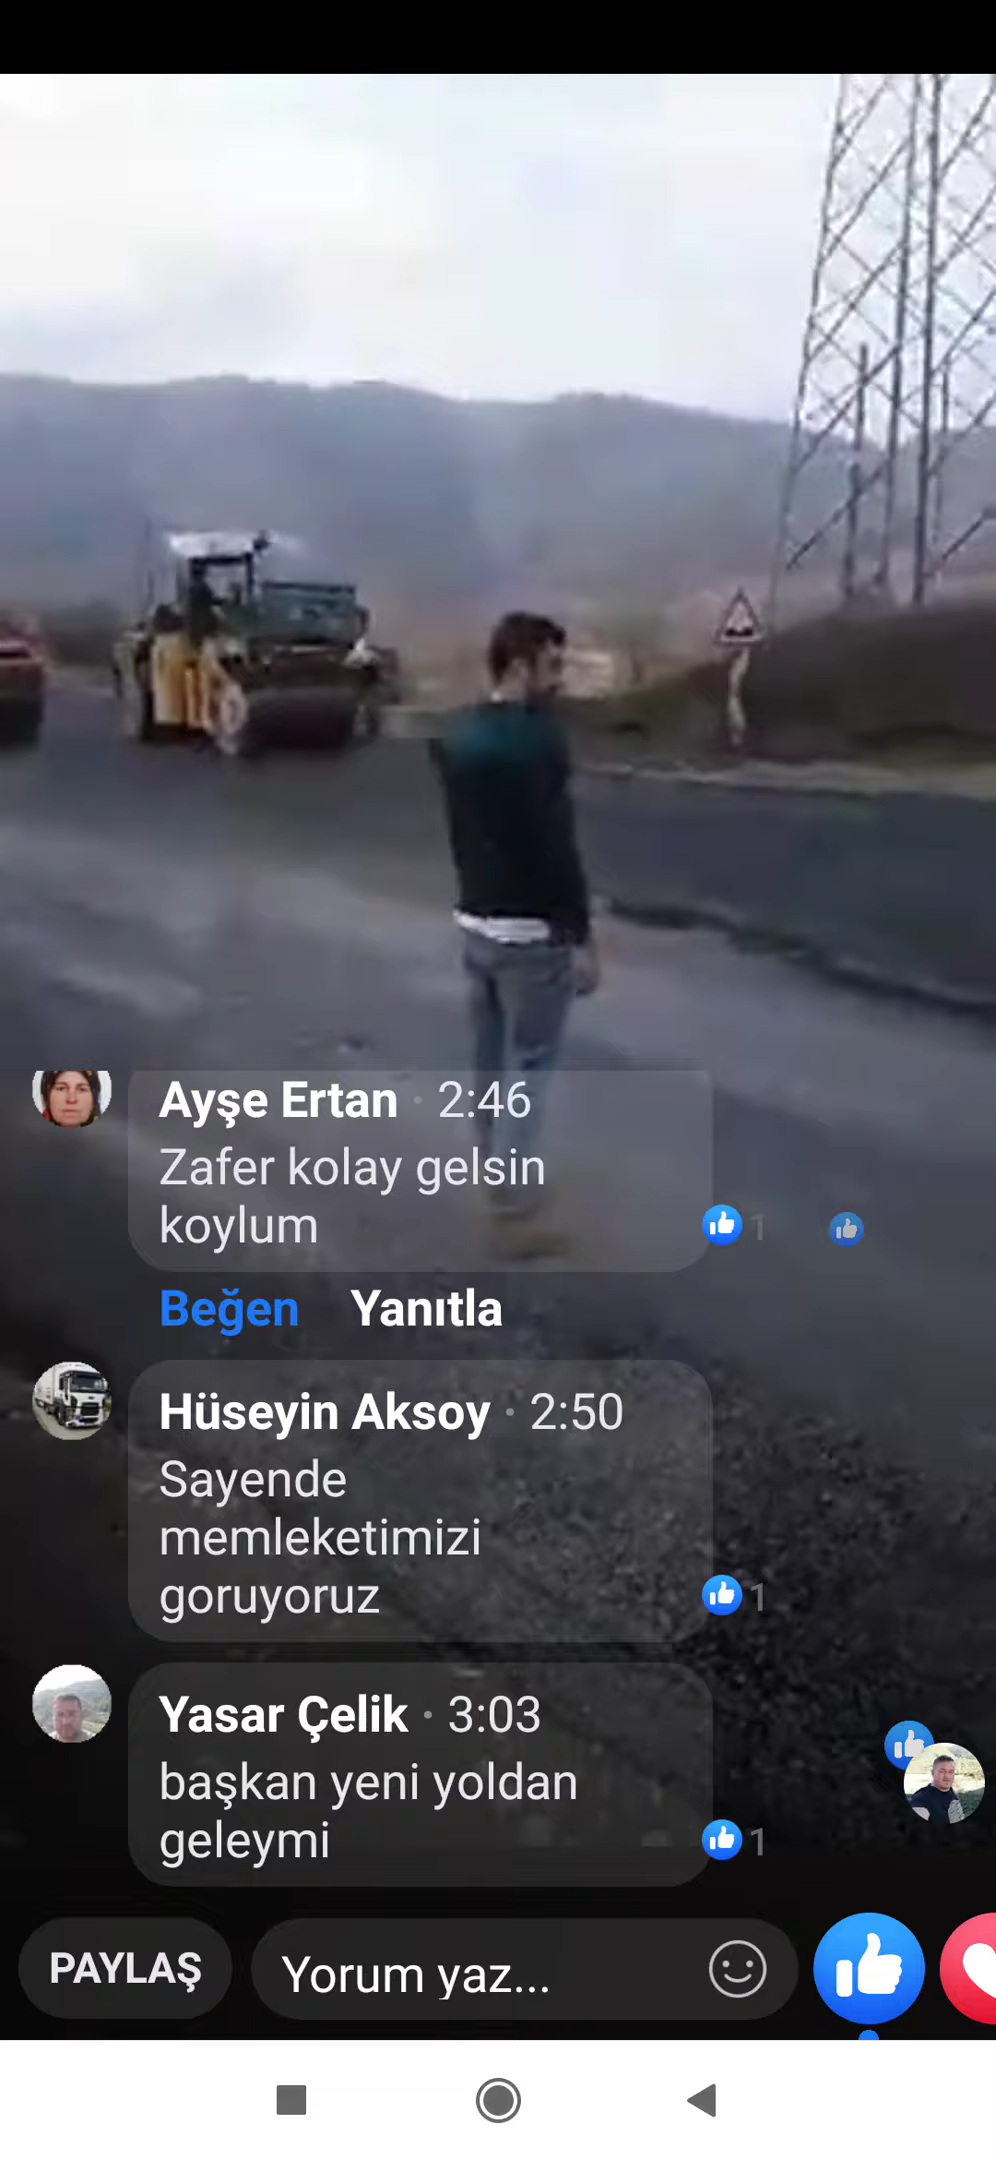 Ayşe Ertan · 2:46
Zafer kolay gelsin
koylum
1
Beğen Yanıtla
Hüseyin Aksoy · 2:50
Sayende
memleketimizi
goruyoruz
1
Yasar Çelik · 3:03
başkan yeni yoldan
geleymi
1
PAYLAŞ Yorum yaz...